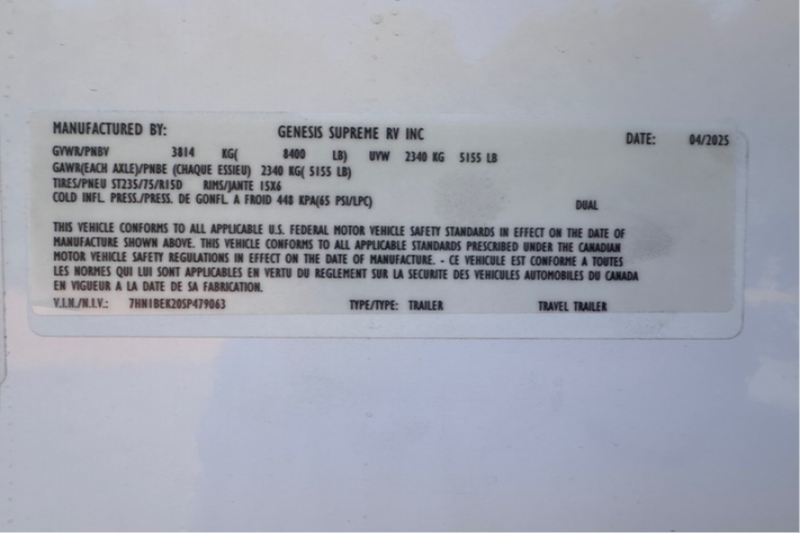 MANUFACTURED BY: GENESIS SUPREME RV INC DATE: 04/2025
GVWR/PNBV 3814 KG( 8400 LB) UVW 2340 KG 5155 LB
GAWR(EACH AXLE)/PNBE (CHAQUE ESSIEU) 2340 KG( 5155 LB)
TIRES/PNEU ST235/75/R15D RIMS/JANTE 15X6
COLD INFL. PRESS./PRESS. DE GONFL A FROID 448 KPA(65 PSI/LPC) DUAL
THIS VEHICLE CONFORMS TO ALL APPLICABLE U.S. FEDERAL MOTOR VEHICLE SAFETY STANDARDS IN EFFECT ON THE DATE OF
MANUFACTURE SHOWN ABOVE. THIS VEHICLE CONFORMS TO ALL APPLICABLE STANDARDS PRESCRIBED UNDER THE CANADIAN
MOTOR VEHICLE SAFETY REGULATIONS IN EFFECT ON THE DATE OF MANUFACTURE. - CE VEHICULE EST CONFORME A TOUTES
LES NORMES QUI LUI SONT APPLICABLES EN VERTU DU REGLEMENT SUR LA SECURITE DES VEHICULES AUTOMOBILES DU CANADA
EN VIGUEUR A LA DATE DE SA FABRICATION.
V.I.N./N.I.V.: 7HN1BEK20SP479063 TYPE/TYPE: TRAILER TRAVEL TRAILER